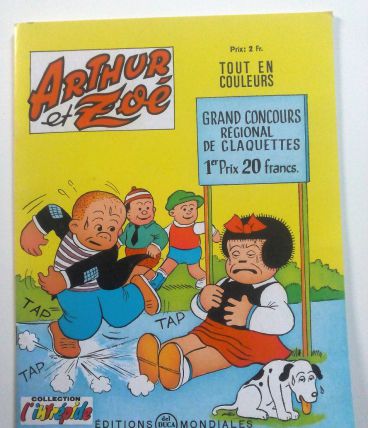 ARTHUR
et Zoé
Prix: 2 Fr.
TOUT EN
COULEURS
GRAND CONCOURS
RÉGIONAL
DE CLAQUETTES
1er Prix 20 francs.
TAP
TAP
TAP
COLLECTION
l'intrépide
ÉDITIONS del DUCA MONDIALES